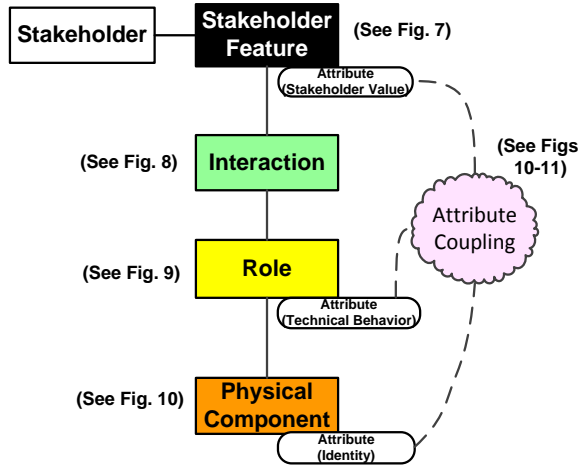 Stakeholder
Stakeholder
Feature
(See Fig. 7)
Attribute
(Stakeholder Value)
(See Fig. 8)
Interaction
(See Figs
10-11)
Attribute
Coupling
(See Fig. 9)
Role
Attribute
(Technical Behavior)
(See Fig. 10)
Physical
Component
Attribute
(Identity)